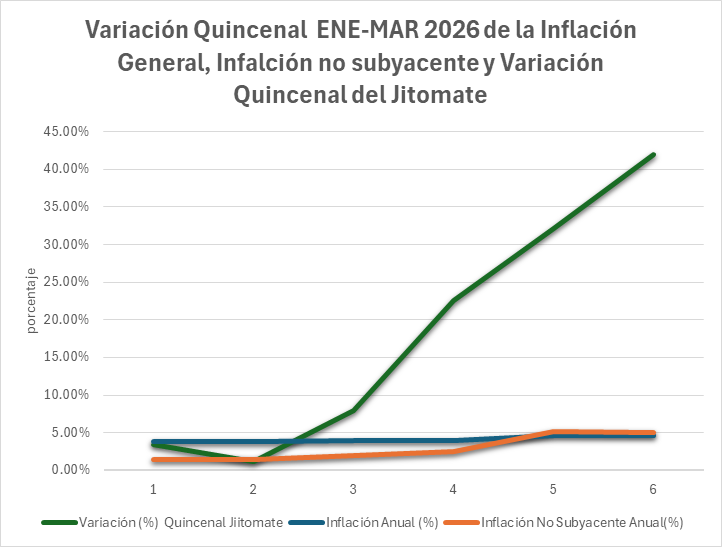 Variación Quincenal ENE-MAR 2026 de la Inflación
General, Infalción no subyacente y Variación
Quincenal del Jitomate
45.00%
40.00%
35.00%
30.00%
25.00%
20.00%
15.00%
10.00%
5.00%
0.00%
porcentaje
1 2 3 4 5 6
Variación (%) Quincenal Jiitomate Inflación Anual (%) Inflación No Subyacente Anual(%)